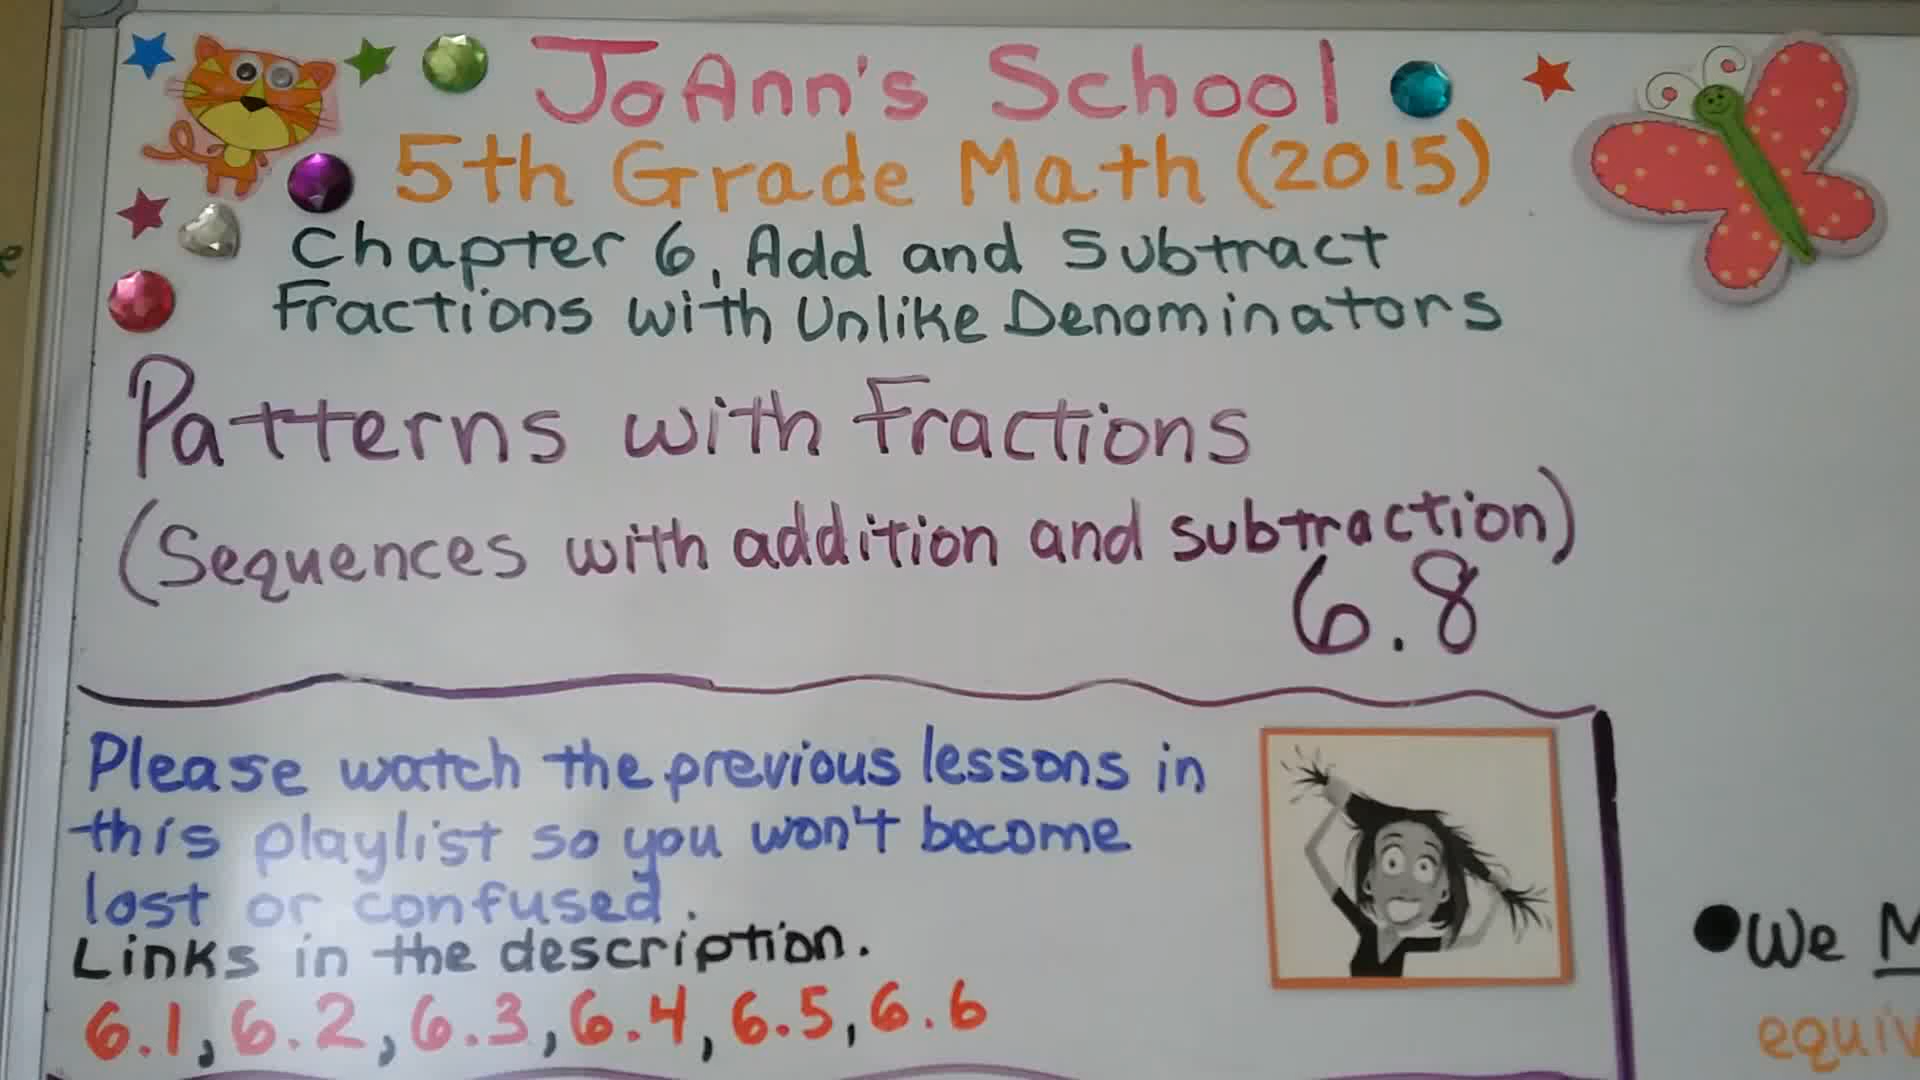 JoAnn's School
5th Grade Math (2015)
Chapter 6, Add and Subtract
Fractions with Unlike Denominators
Patterns with Fractions
(Sequences with addition and subtraction)
6.8
Please watch the previous lessons in
this playlist so you won't become
lost or confused.
Links in the description.
6.1, 6.2, 6.3, 6.4, 6.5, 6.6
•We